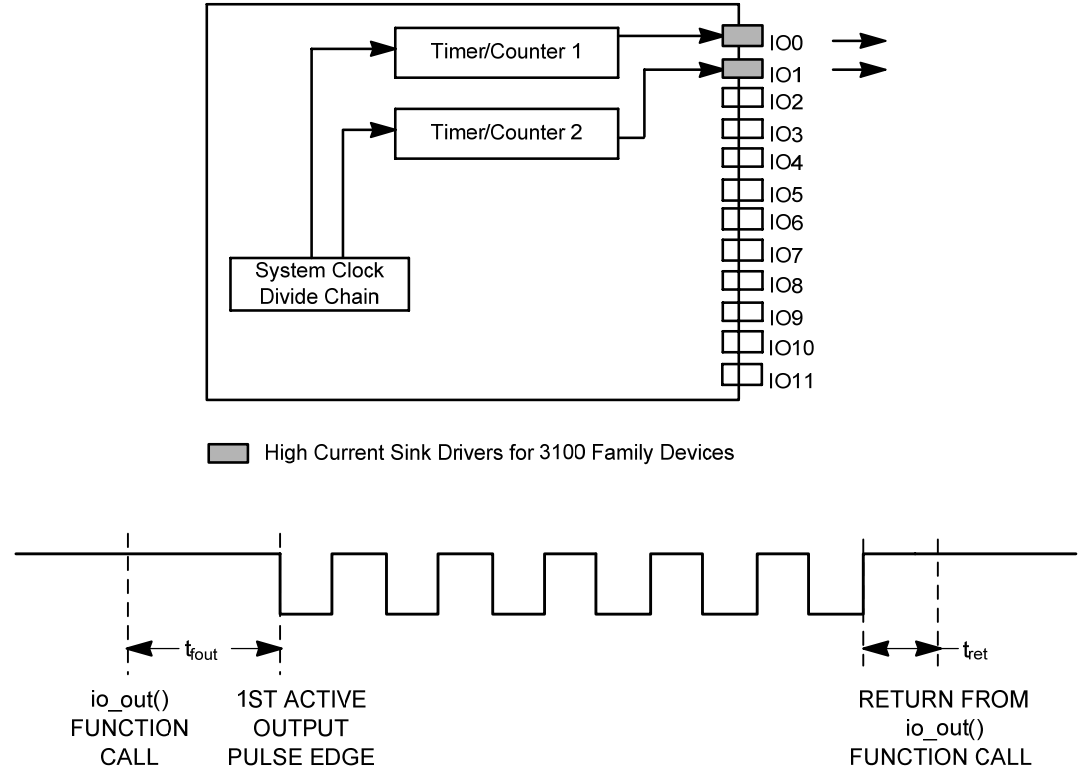 Timer/Counter 1
Timer/Counter 2
System Clock
Divide Chain
IO0
IO1
IO2
IO3
IO4
IO5
IO6
IO7
IO8
IO9
IO10
IO11
High Current Sink Drivers for 3100 Family Devices
tfout
tret
io_out()
FUNCTION
CALL
1ST ACTIVE
OUTPUT
PULSE EDGE
RETURN FROM
io_out()
FUNCTION CALL